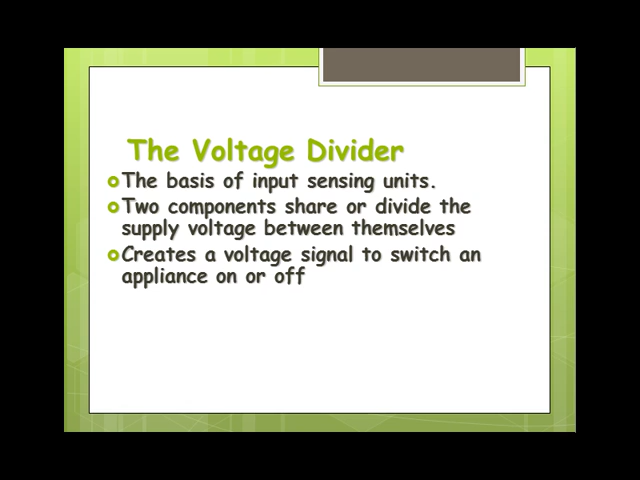 The Voltage Divider
The basis of input sensing units.
Two components share or divide the
supply voltage between themselves
Creates a voltage signal to switch an
appliance on or off